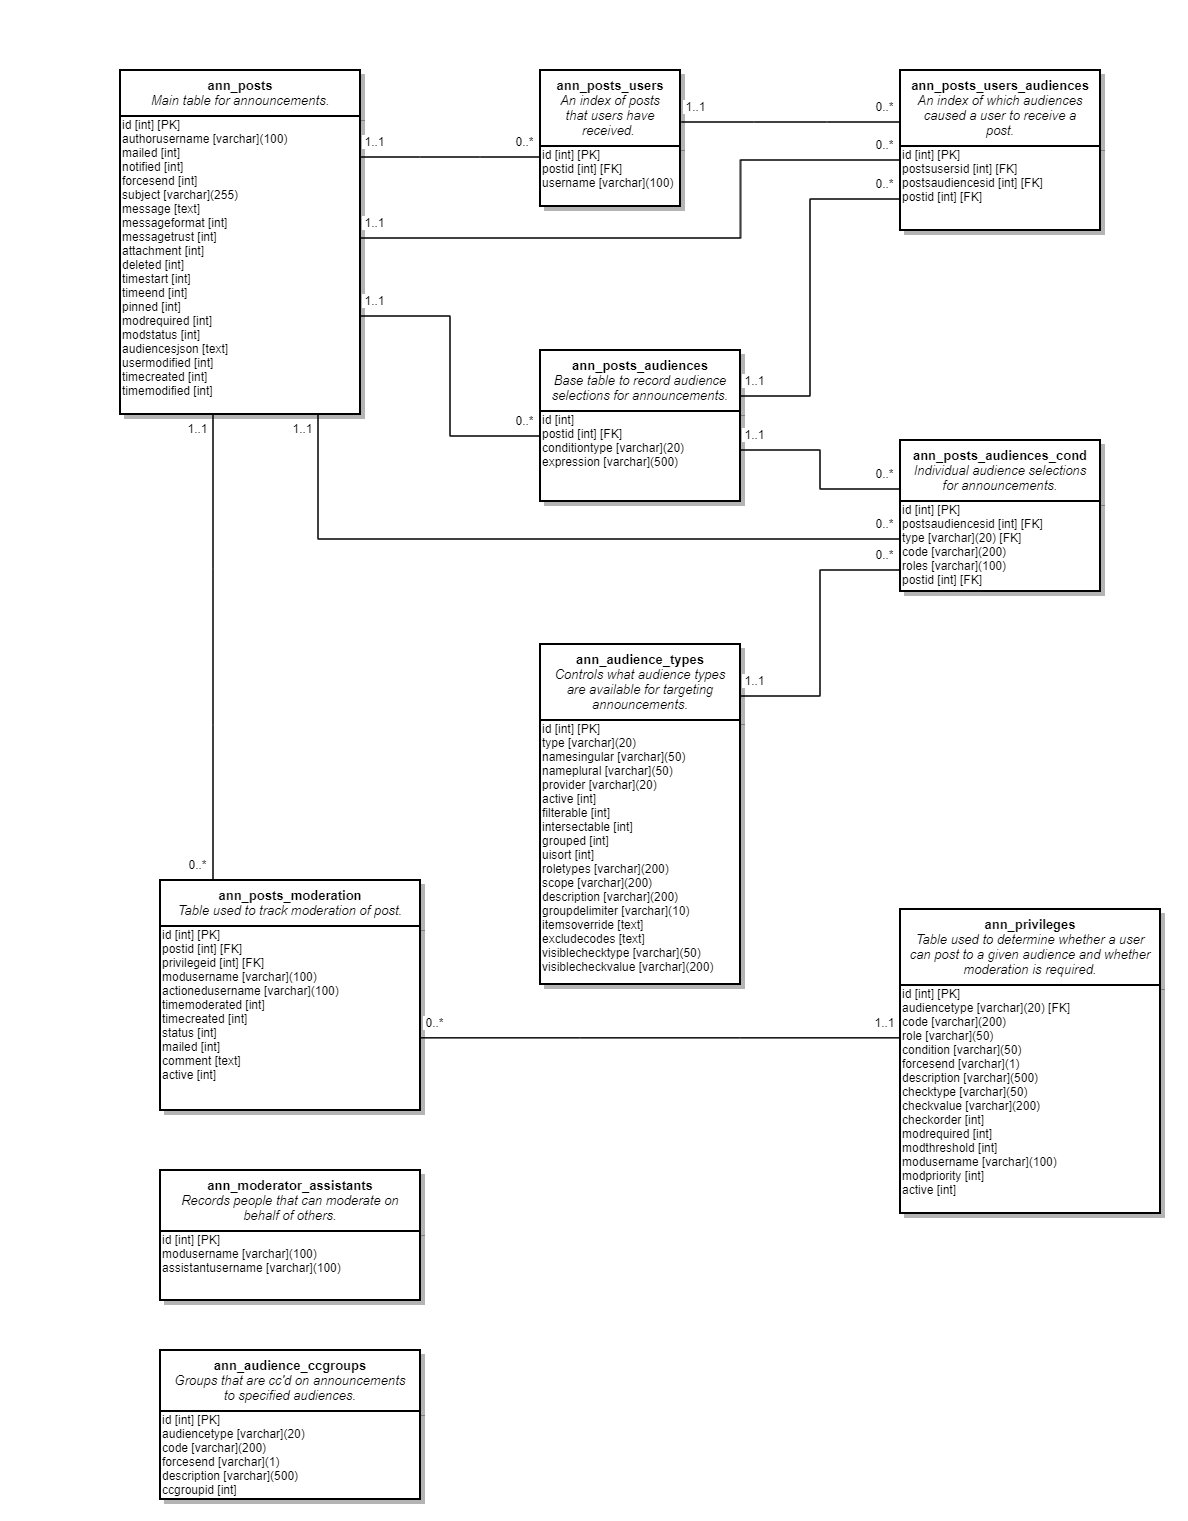 ann_posts
Main table for announcements.
id [int] [PK]
authorusername [varchar](100)
mailed [int]
notified [int]
forcesend [int]
subject [varchar](255)
message [text]
messageformat [int]
messagetrust [int]
attachment [int]
deleted [int]
timestart [int]
timeend [int]
pinned [int]
modrequired [int]
modstatus [int]
audiencesjson [text]
usermodified [int]
timecreated [int]
timemodified [int]
1..1
1..1
1..1
1..1
1..1
0..*
0..*
ann_posts_users
An index of posts
that users have
received.
id [int] [PK]
postid [int] [FK]
username [varchar](100)
1..1
0..*
0..*
0..*
ann_posts_users_audiences
An index of which audiences
caused a user to receive a
post.
id [int] [PK]
postsusersid [int] [FK]
postsaudiencesid [int] [FK]
postid [int] [FK]
ann_posts_audiences
Base table to record audience
selections for announcements.
id [int]
postid [int] [FK]
conditiontype [varchar](20)
expression [varchar](500)
1..1
1..1
0..*
0..*
0..*
ann_posts_audiences_cond
Individual audience selections
for announcements.
id [int] [PK]
postsaudiencesid [int] [FK]
type [varchar](20) [FK]
code [varchar](200)
roles [varchar](100)
postid [int] [FK]
ann_audience_types
Controls what audience types
are available for targeting
announcements.
id [int] [PK]
type [varchar](20)
namesingular [varchar](50)
nameplural [varchar](50)
provider [varchar](20)
active [int]
filterable [int]
intersectable [int]
grouped [int]
uisort [int]
roletypes [varchar](200)
scope [varchar](200)
description [varchar](200)
groupdelimiter [varchar](10)
itemsoverride [text]
excludecodes [text]
visiblechecktype [varchar](50)
visiblecheckvalue [varchar](200)
1..1
0..*
ann_posts_moderation
Table used to track moderation of post.
id [int] [PK]
postid [int] [FK]
privilegeid [int] [FK]
modusername [varchar](100)
actionedusername [varchar](100)
timemoderated [int]
timecreated [int]
status [int]
mailed [int]
comment [text]
active [int]
0..*
1..1
ann_privileges
Table used to determine whether a user
can post to a given audience and whether
moderation is required.
id [int] [PK]
audiencetype [varchar](20) [FK]
code [varchar](200)
role [varchar](50)
condition [varchar](50)
forcesend [varchar](1)
description [varchar](500)
checktype [varchar](50)
checkvalue [varchar](200)
checkorder [int]
modrequired [int]
modthreshold [int]
modusername [varchar](100)
modpriority [int]
active [int]
ann_moderator_assistants
Records people that can moderate on
behalf of others.
id [int] [PK]
modusername [varchar](100)
assistantusername [varchar](100)
ann_audience_ccgroups
Groups that are cc'd on announcements
to specified audiences.
id [int] [PK]
audiencetype [varchar](20)
code [varchar](200)
forcesend [varchar](1)
description [varchar](500)
ccgroupid [int]